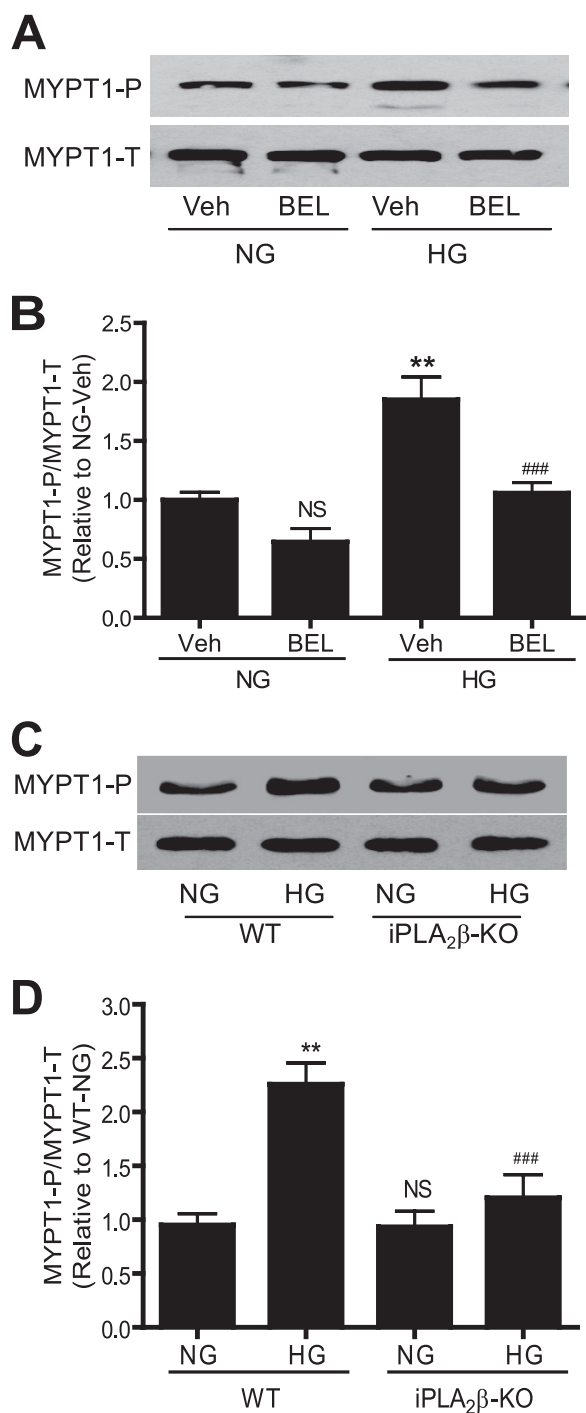 A
MYPT1-P
MYPT1-T
Veh BEL Veh BEL
NG HG
B
MYPT1-P/MYPT1-T
(Relative to NG-Veh)
2.5
2.0
1.5
1.0
0.5
0.0
NS
**
###
Veh BEL Veh BEL
NG HG
C
MYPT1-P
MYPT1-T
NG HG NG HG
WT iPLA₂β-KO
D
MYPT1-P/MYPT1-T
(Relative to WT-NG)
3.0
2.5
2.0
1.5
1.0
0.5
0.0
**
NS
###
NG HG NG HG
WT iPLA₂β-KO